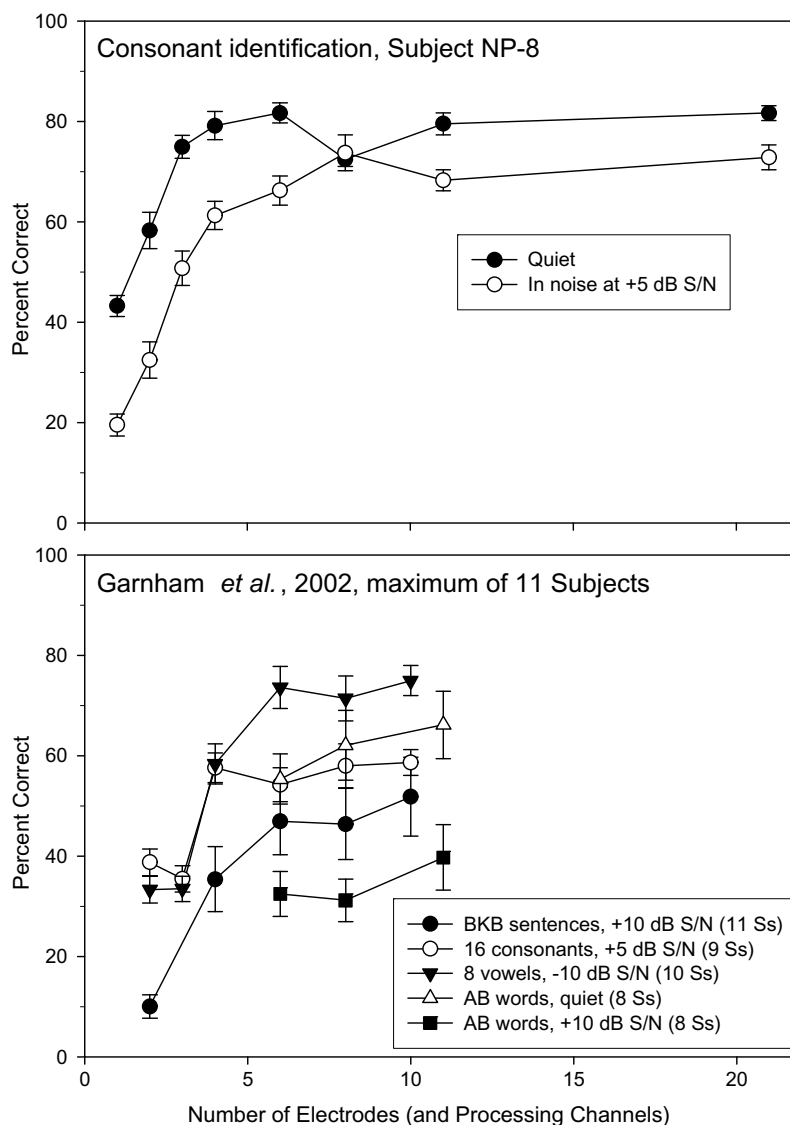 Consonant identification, Subject NP-8
100
80
60
40
20
0
Percent Correct
Quiet
In noise at +5 dB S/N
Garnham et al., 2002, maximum of 11 Subjects
100
80
60
40
20
0
Percent Correct
BKB sentences, +10 dB S/N (11 Ss)
16 consonants, +5 dB S/N (9 Ss)
8 vowels, -10 dB S/N (10 Ss)
AB words, quiet (8 Ss)
AB words, +10 dB S/N (8 Ss)
0 5 10 15 20
Number of Electrodes (and Processing Channels)